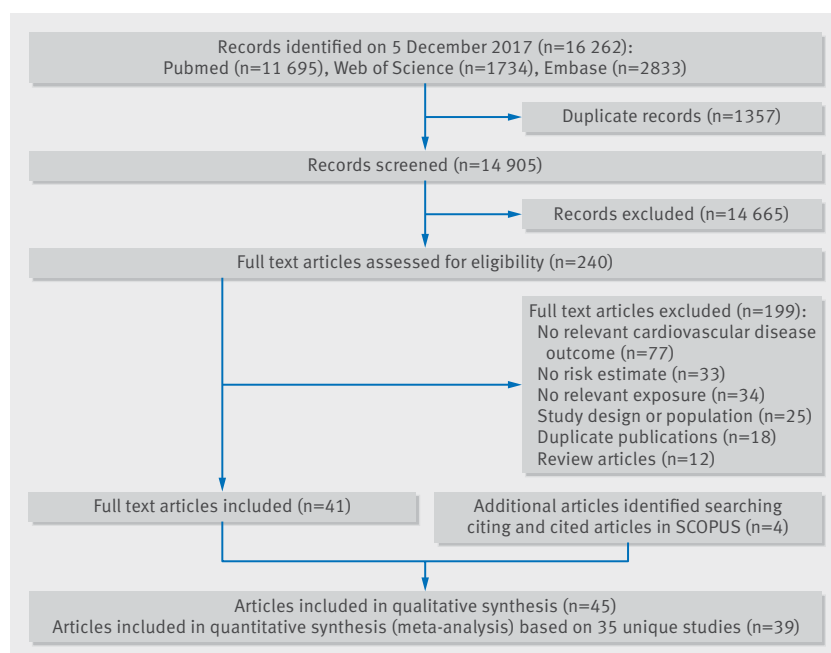 Records identified on 5 December 2017 (n=16 262):
Pubmed (n=11 695), Web of Science (n=1734), Embase (n=2833)
Duplicate records (n=1357)
Records screened (n=14 905)
Records excluded (n=14 665)
Full text articles assessed for eligibility (n=240)
Full text articles excluded (n=199):
No relevant cardiovascular disease
outcome (n=77)
No risk estimate (n=33)
No relevant exposure (n=34)
Study design or population (n=25)
Duplicate publications (n=18)
Review articles (n=12)
Full text articles included (n=41)
Additional articles identified searching
citing and cited articles in SCOPUS (n=4)
Articles included in qualitative synthesis (n=45)
Articles included in quantitative synthesis (meta-analysis) based on 35 unique studies (n=39)